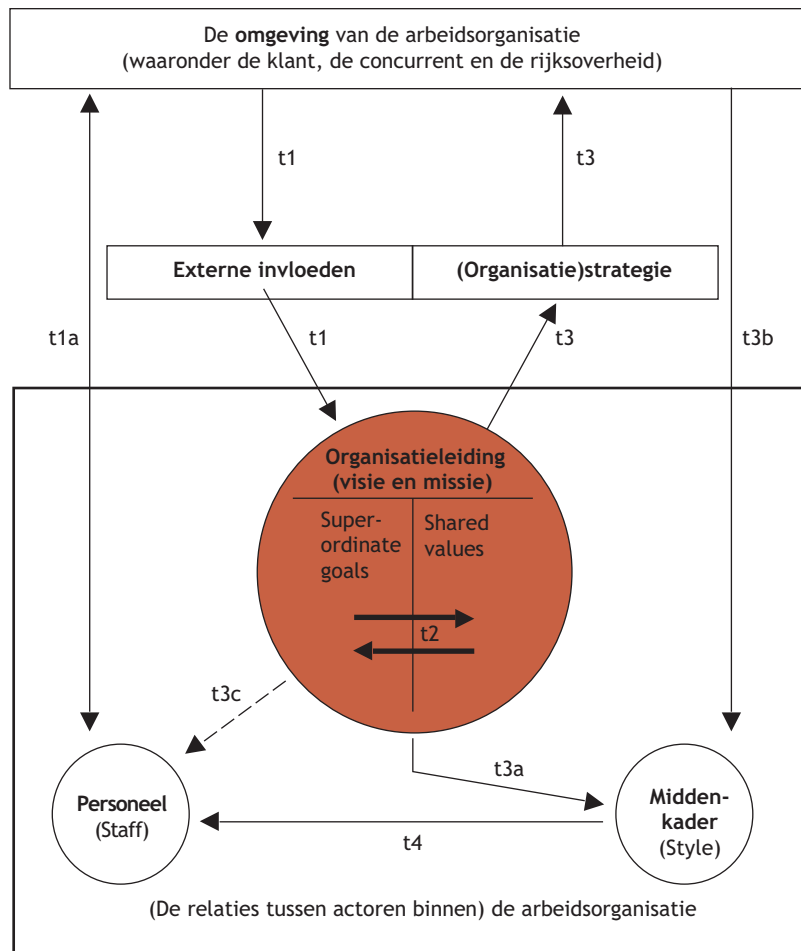 De omgeving van de arbeidsorganisatie
(waaronder de klant, de concurrent en de rijksoverheid)
t1
t3
Externe invloeden
(Organisatie)strategie
t1a
t1
t3
t3b
Organisatieleiding
(visie en missie)
Super-
ordinate
goals
Shared
values
t2
t3c
t3a
Personeel
(Staff)
Midden-
kader
(Style)
t4
(De relaties tussen actoren binnen) de arbeidsorganisatie